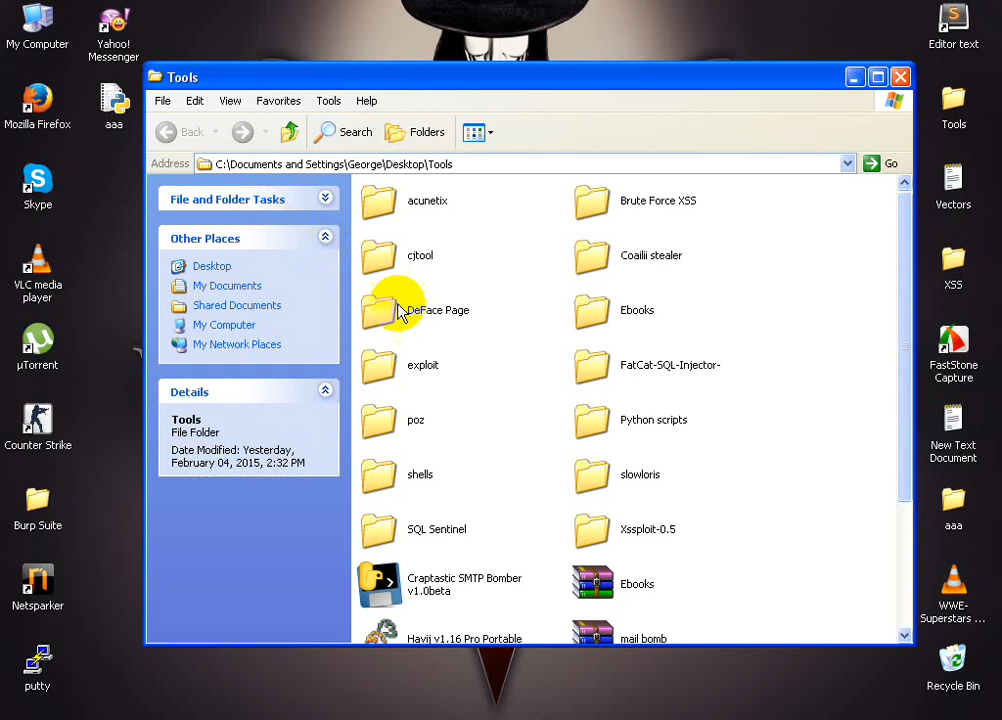 My Computer
Yahoo!
Messenger
Editor text
Tools
File Edit View Favorites Tools Help
Mozilla Firefox
aaa
Tools
Back Search Folders
Address C:\Documents and Settings\George\Desktop\Tools Go
File and Folder Tasks
Other Places
Desktop
My Documents
Shared Documents
My Computer
My Network Places
Details
Tools
File Folder
Date Modified: Yesterday,
February 04, 2015, 2:32 PM
acunetix
Brute Force XSS
cjtool
Coailii stealer
DeFace Page
Ebooks
exploit
FatCat-SQL-Injector-
poz
Python scripts
shells
slowloris
SQL Sentinel
Xssploit-0.5
Craptastic SMTP Bomber
v1.0beta
Ebooks
Havij v1.16 Pro Portable
mail bomb
Skype
Vectors
VLC media
player
XSS
µTorrent
FastStone
Capture
Counter Strike
New Text
Document
Burp Suite
aaa
Netsparker
WWE-
Superstars ...
putty
Recycle Bin